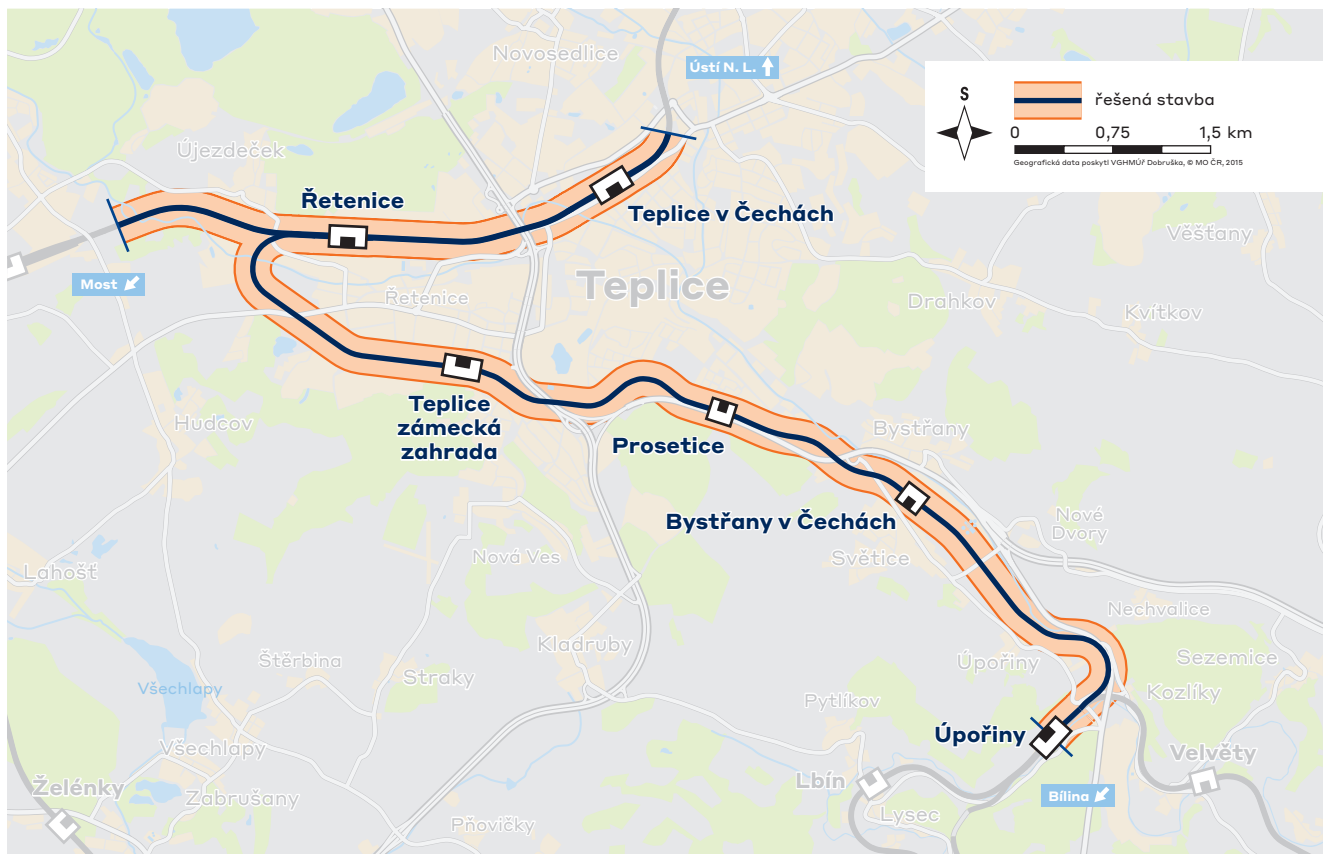 Novosedlice
Ústí N. L.
S
řešená stavba
0 0,75 1,5 km
Geografická data poskytl VGHMÚř Dobruška, © MO ČR, 2015
Újezdeček
Řetenice
Teplice v Čechách
Věšťany
Most
Řetenice
Teplice
Drahkov
Kvítkov
Teplice
zámecká
zahrada
Hudcov
Prosetice
Bystřany
Bystřany v Čechách
Nové
Dvory
Nová Ves
Světice
Lahošť
Nechvalice
Kladruby
Štěrbina
Úpořiny
Sezemice
Straky
Všechlapy
Pytlíkov
Kozlíky
Úpořiny
Všechlapy
Velvěty
Želénky
Zabrušany
Lbín
Bílina
Lysec
Pňovičky